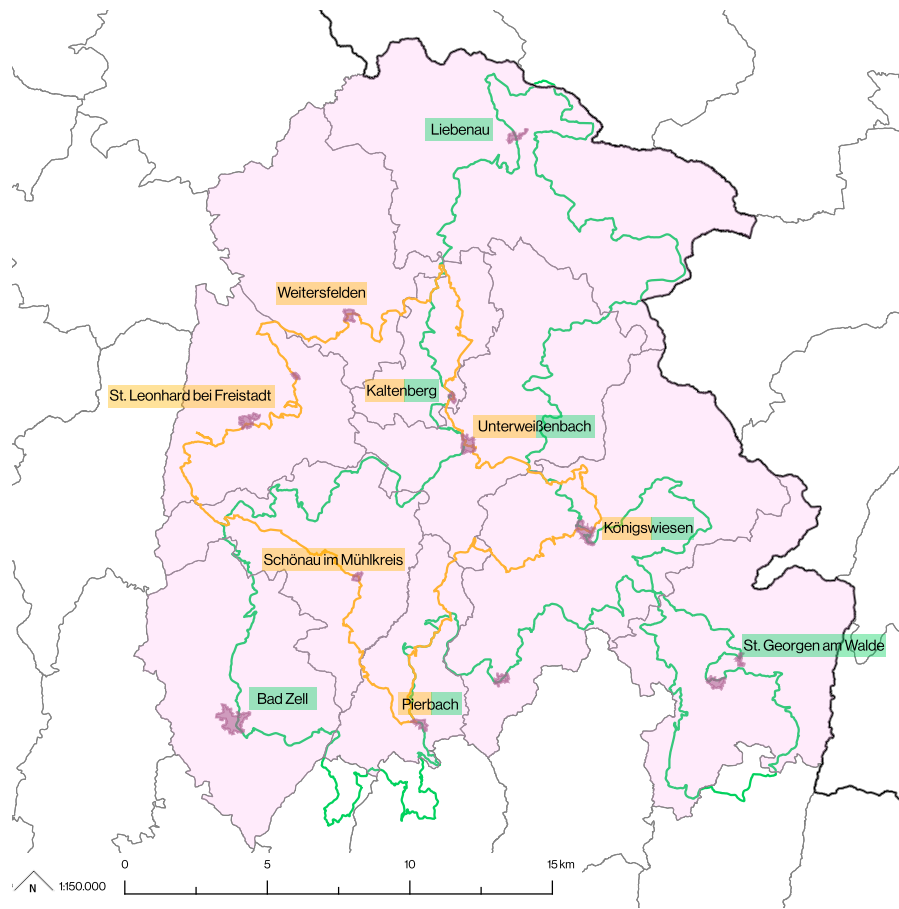 Liebenau
Weitersfelden
St. Leonhard bei Freistadt
Kaltenberg
Unterweißenbach
Königswiesen
Schönau im Mühlkreis
St. Georgen am Walde
Bad Zell
Pierbach
0 5 10 15 km
N 1:150.000